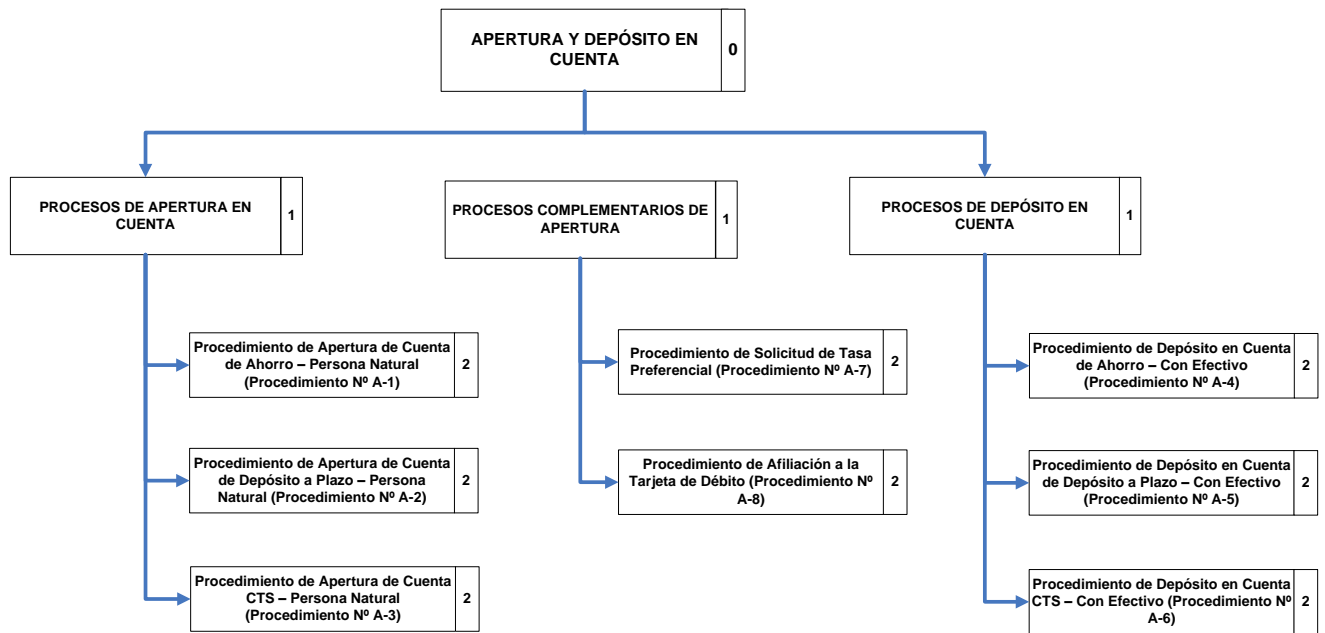 APERTURA Y DEPÓSITO EN
CUENTA
0
PROCESOS DE APERTURA EN
CUENTA
1
PROCESOS COMPLEMENTARIOS DE
APERTURA
1
PROCESOS DE DEPÓSITO EN
CUENTA
1
Procedimiento de Apertura de Cuenta
de Ahorro – Persona Natural
(Procedimiento Nº A-1)
2
Procedimiento de Apertura de Cuenta
de Depósito a Plazo – Persona
Natural (Procedimiento Nº A-2)
2
Procedimiento de Apertura de Cuenta
CTS – Persona Natural
(Procedimiento Nº A-3)
2
Procedimiento de Solicitud de Tasa
Preferencial (Procedimiento Nº A-7)
2
Procedimiento de Afiliación a la
Tarjeta de Débito (Procedimiento Nº
A-8)
2
Procedimiento de Depósito en Cuenta
de Ahorro – Con Efectivo
(Procedimiento Nº A-4)
2
Procedimiento de Depósito en Cuenta
de Depósito a Plazo – Con Efectivo
(Procedimiento Nº A-5)
2
Procedimiento de Depósito en Cuenta
CTS – Con Efectivo (Procedimiento Nº
A-6)
2